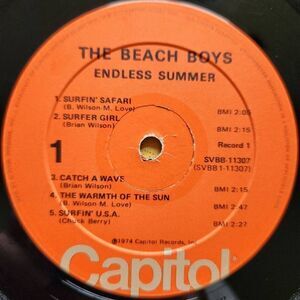 THE BEACH BOYS
ENDLESS SUMMER
1. SURFIN' SAFARI
(B. Wilson-M. Love) BMI 2:05
2. SURFER GIRL
(Brian Wilson) BMI 2:15
1
Record 1
SVBB-11307
(SVBB1-11307)
3. CATCH A WAVE
(Brian Wilson) BMI 2:15
4. THE WARMTH OF THE SUN
(B. Wilson-M. Love) BMI 2:47
5. SURFIN' U.S.A.
(Chuck Berry) BMI 2:27
℗1974 Capitol Records, Inc.
Capitol